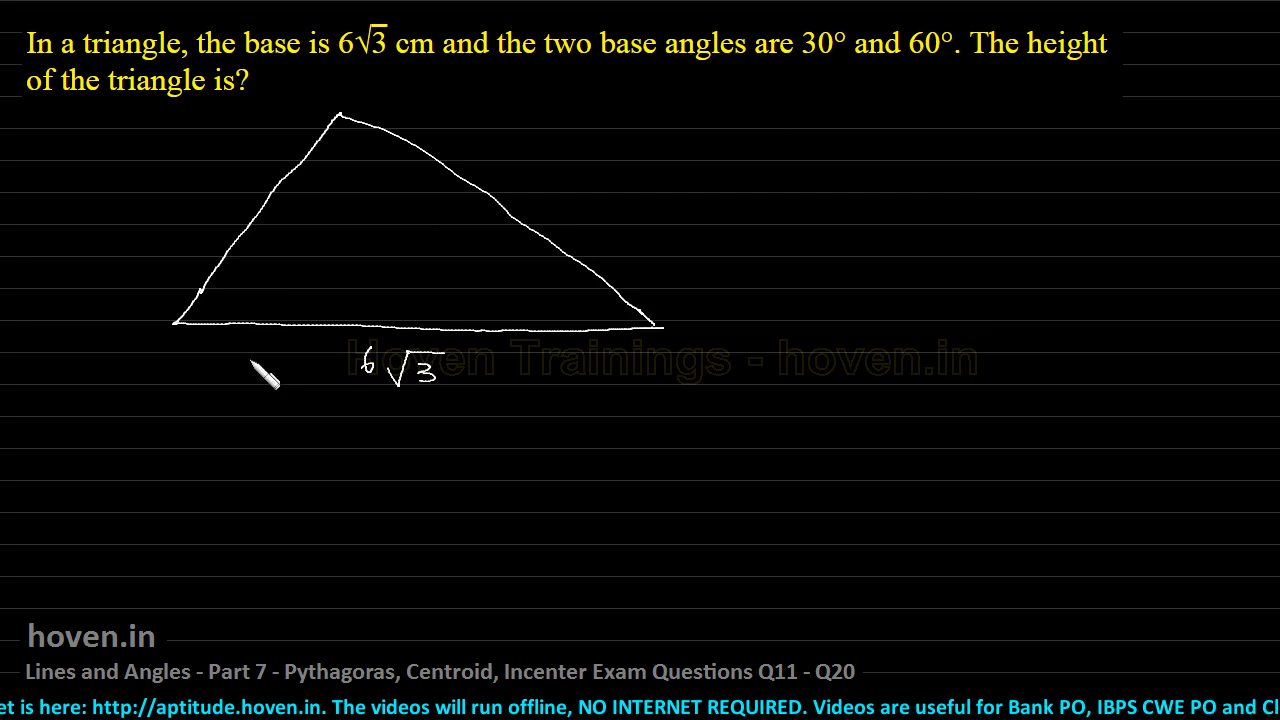 In a triangle, the base is 6√3 cm and the two base angles are 30° and 60°. The height
of the triangle is?
6√3
Hoven Trainings - hoven.in
hoven.in
Lines and Angles - Part 7 - Pythagoras, Centroid, Incenter Exam Questions Q11 - Q20
et is here: http://aptitude.hoven.in. The videos will run offline, NO INTERNET REQUIRED. Videos are useful for Bank PO, IBPS CWE PO and Cl